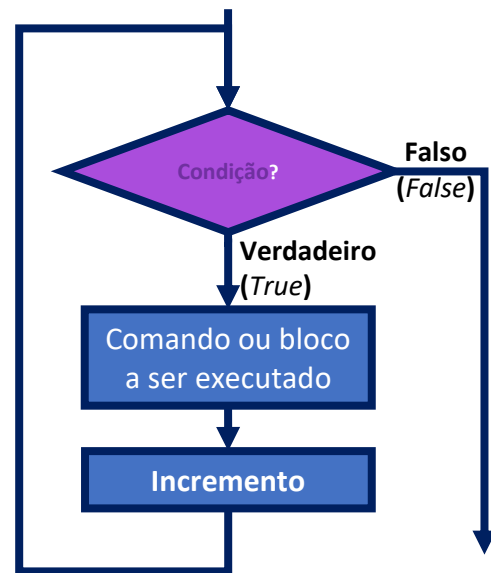 Condição?
Falso
(False)
Verdadeiro
(True)
Comando ou bloco
a ser executado
Incremento